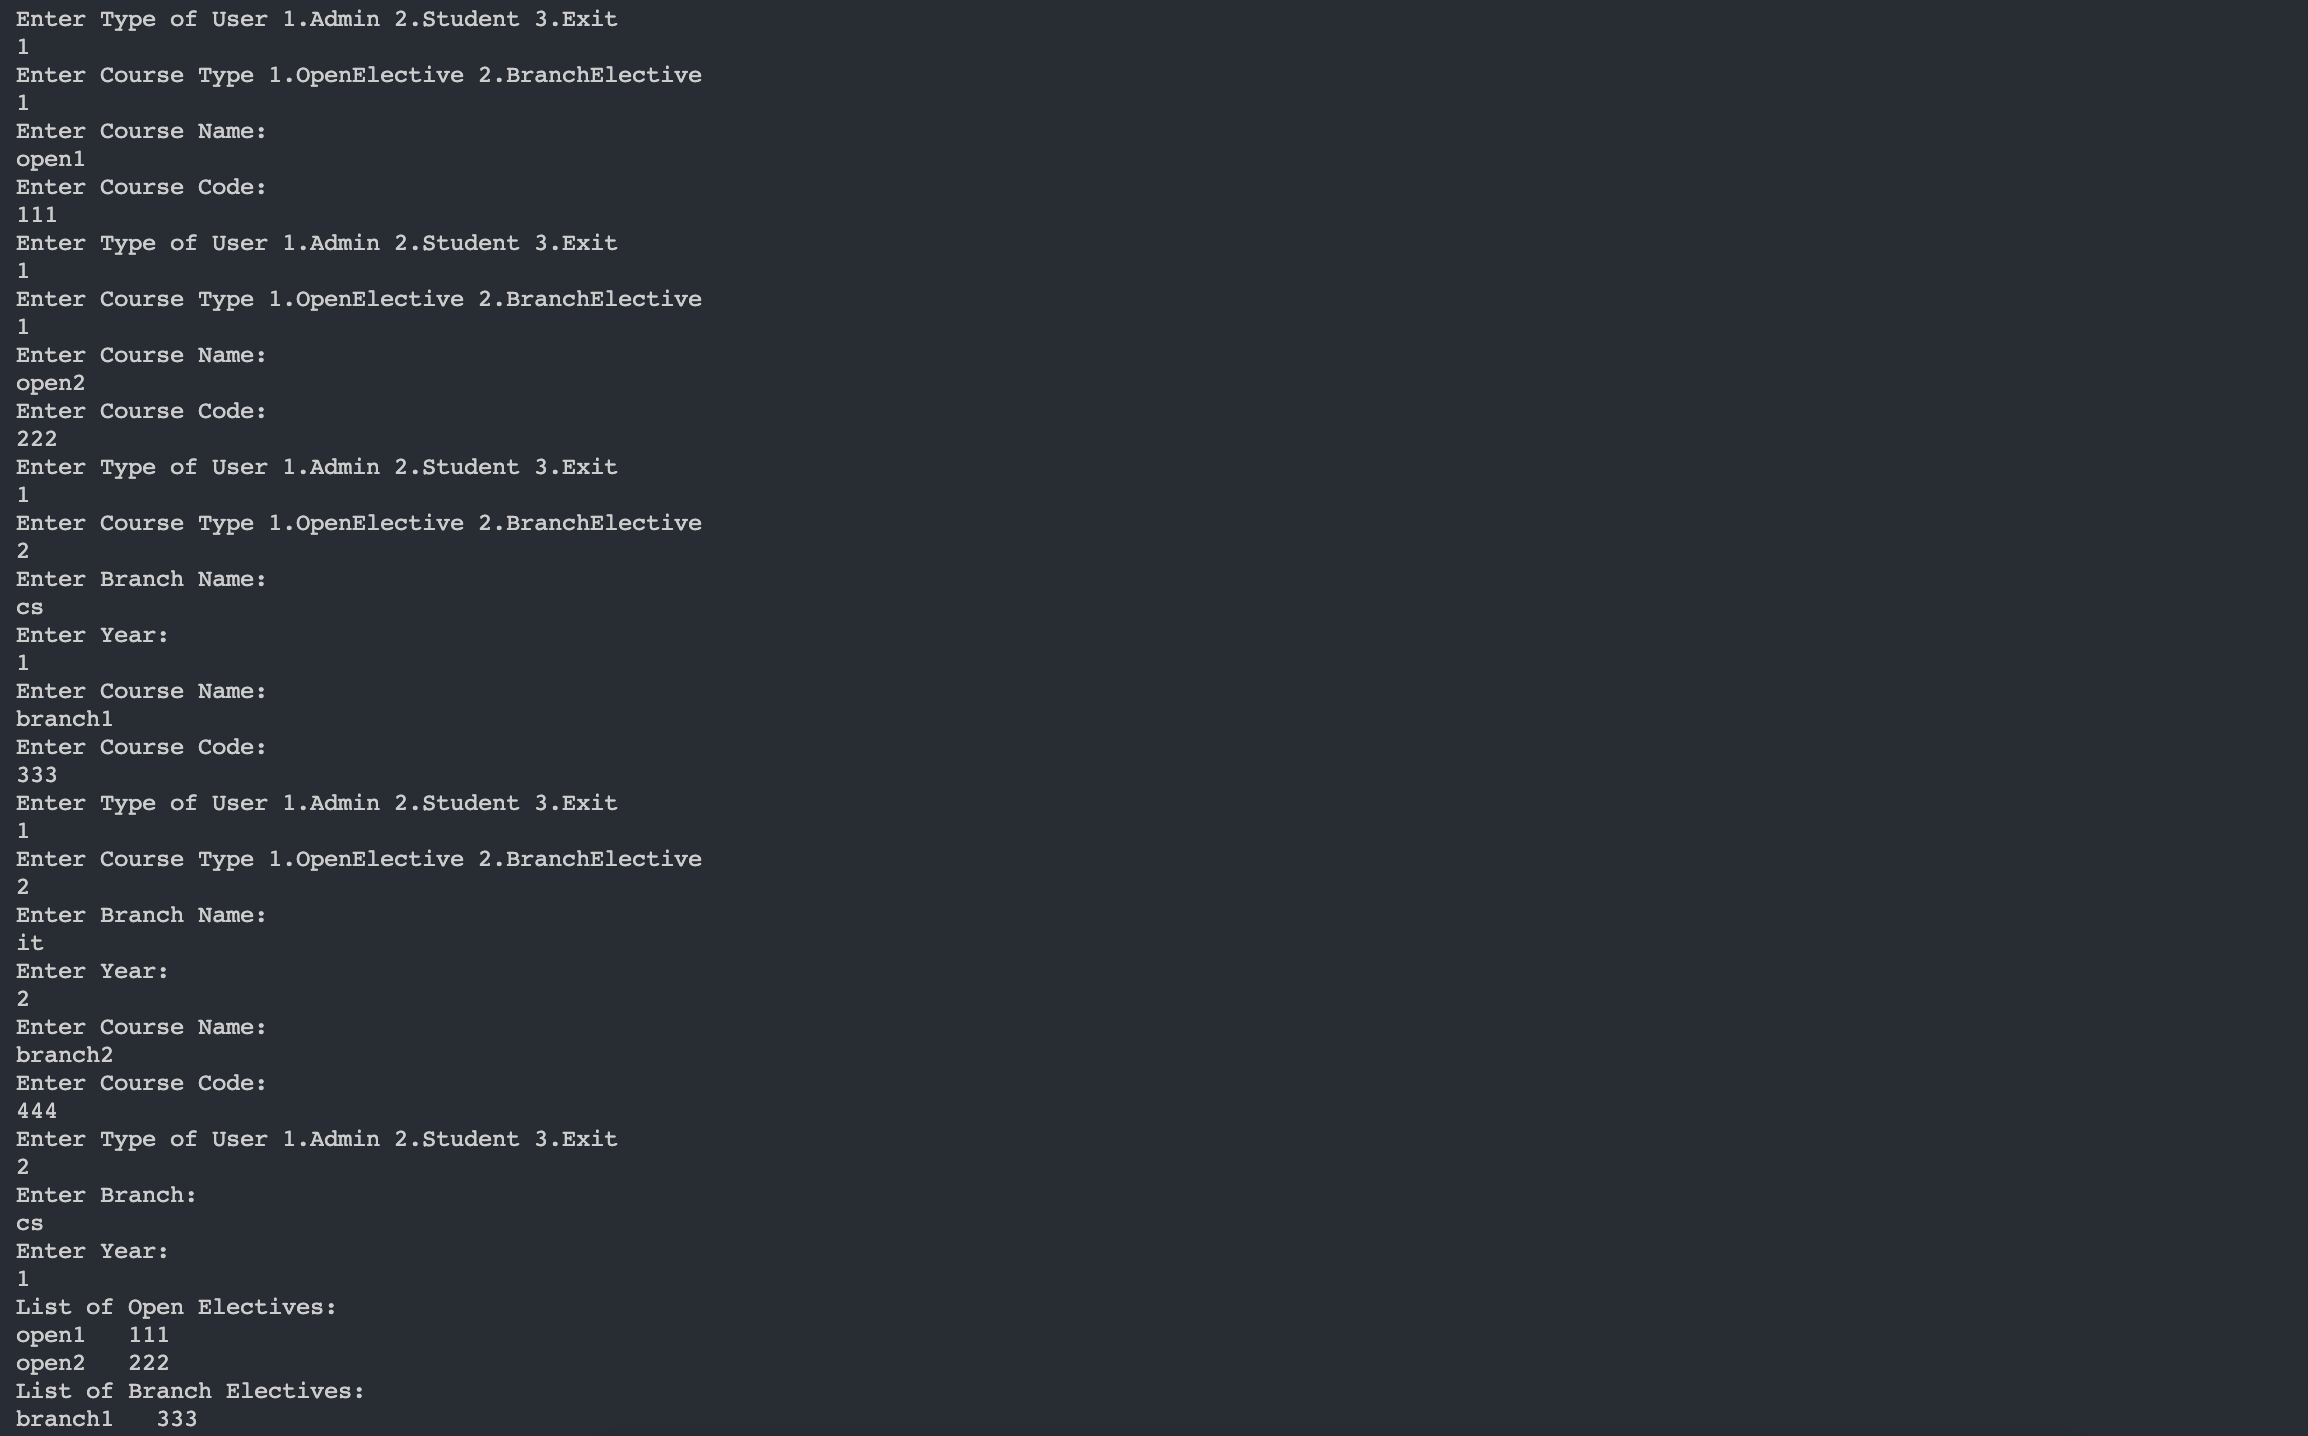 Enter Type of User 1.Admin 2.Student 3.Exit
1
Enter Course Type 1.OpenElective 2.BranchElective
1
Enter Course Name:
open1
Enter Course Code:
111
Enter Type of User 1.Admin 2.Student 3.Exit
1
Enter Course Type 1.OpenElective 2.BranchElective
1
Enter Course Name:
open2
Enter Course Code:
222
Enter Type of User 1.Admin 2.Student 3.Exit
1
Enter Course Type 1.OpenElective 2.BranchElective
2
Enter Branch Name:
cs
Enter Year:
1
Enter Course Name:
branch1
Enter Course Code:
333
Enter Type of User 1.Admin 2.Student 3.Exit
1
Enter Course Type 1.OpenElective 2.BranchElective
2
Enter Branch Name:
it
Enter Year:
2
Enter Course Name:
branch2
Enter Course Code:
444
Enter Type of User 1.Admin 2.Student 3.Exit
2
Enter Branch:
cs
Enter Year:
1
List of Open Electives:
open1   111
open2   222
List of Branch Electives:
branch1   333